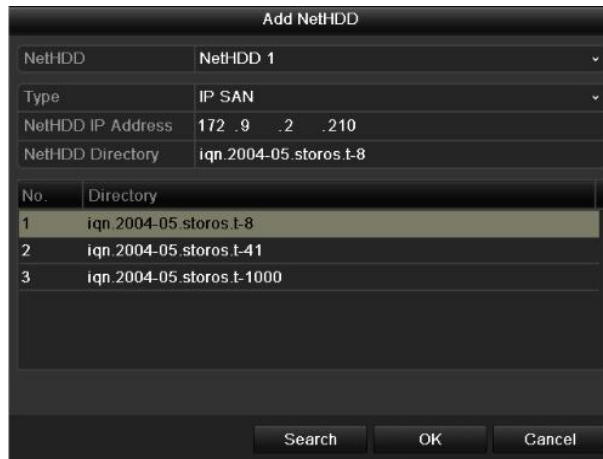 Add NetHDD
NetHDD NetHDD 1
Type IP SAN
NetHDD IP Address 172 .9 .2 .210
NetHDD Directory iqn.2004-05.storos.t-8
No. Directory
1 iqn.2004-05.storos.t-8
2 iqn.2004-05.storos.t-41
3 iqn.2004-05.storos.t-1000
Search OK Cancel